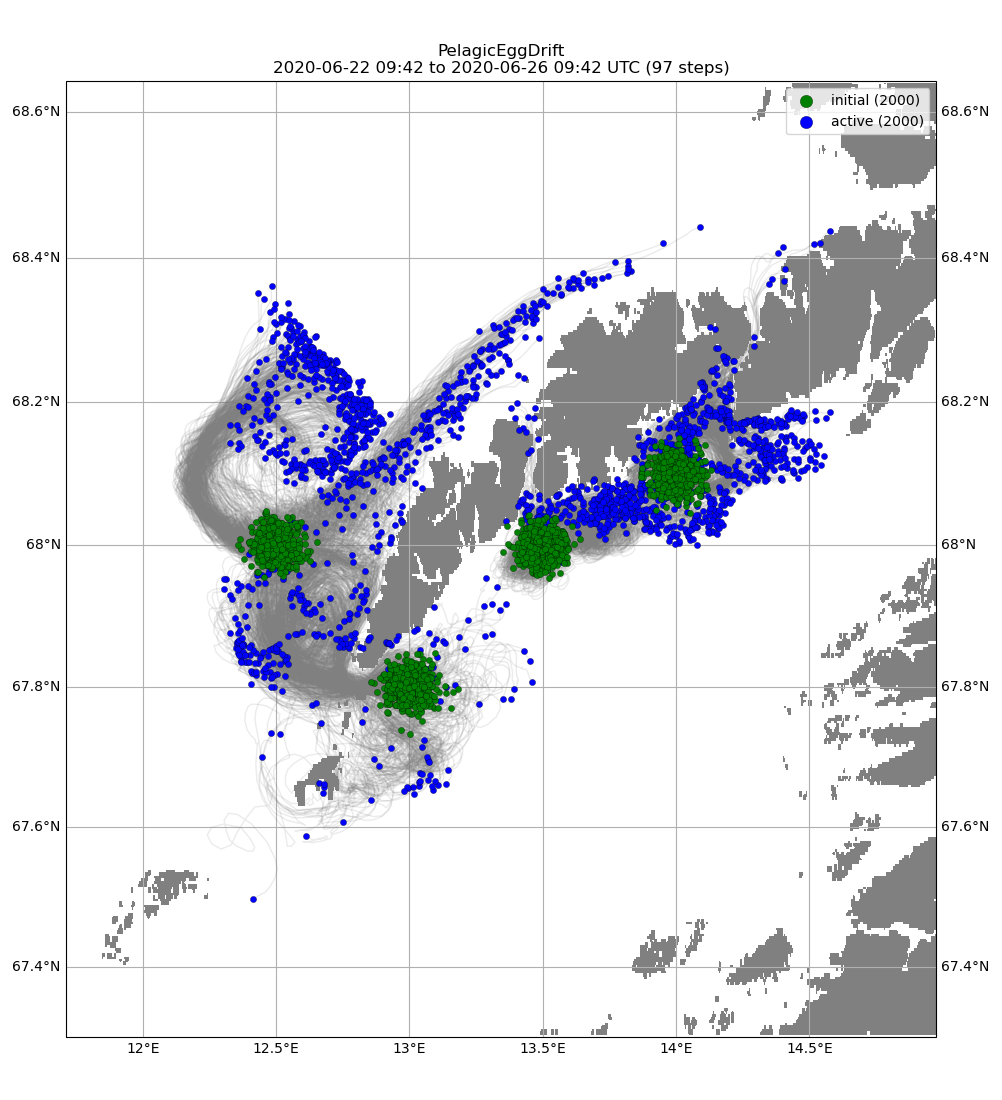 PelagicEggDrift
2020-06-22 09:42 to 2020-06-26 09:42 UTC (97 steps)
initial (2000)
active (2000)
68.6°N
68.6°N
68.4°N
68.4°N
68.2°N
68.2°N
68°N
68°N
67.8°N
67.8°N
67.6°N
67.6°N
67.4°N
67.4°N
12°E
12.5°E
13°E
13.5°E
14°E
14.5°E